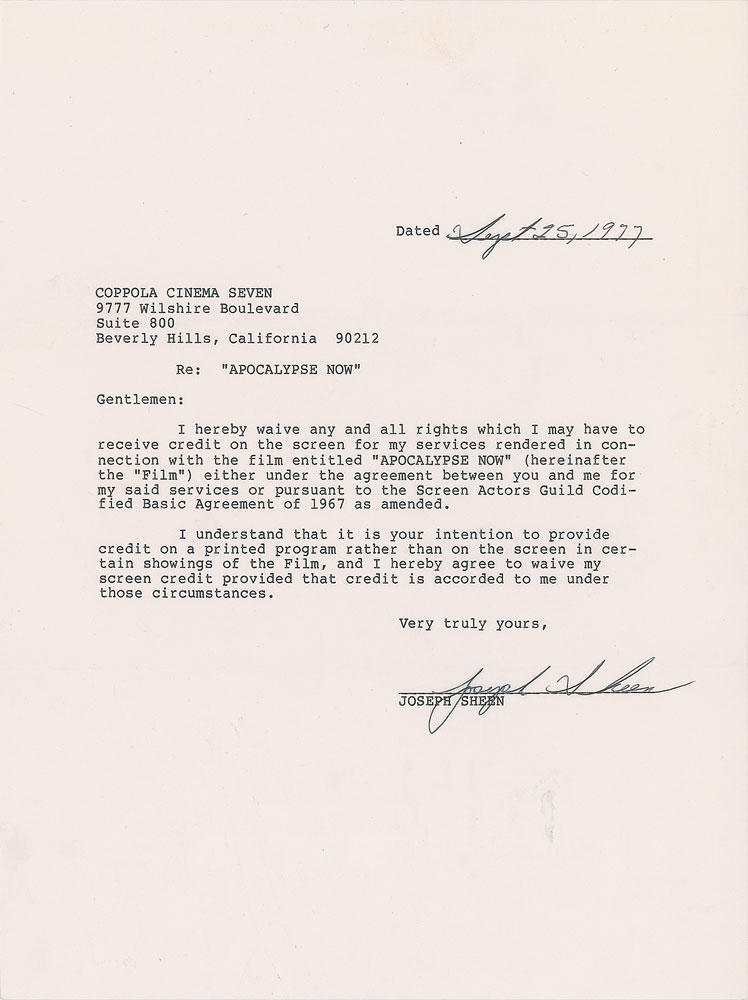 Dated Sept 25, 1977
COPPOLA CINEMA SEVEN
9777 Wilshire Boulevard
Suite 800
Beverly Hills, California 90212
Re: "APOCALYPSE NOW"
Gentlemen:
I hereby waive any and all rights which I may have to
receive credit on the screen for my services rendered in con-
nection with the film entitled "APOCALYPSE NOW" (hereinafter
the "Film") either under the agreement between you and me for
my said services or pursuant to the Screen Actors Guild Codi-
fied Basic Agreement of 1967 as amended.
I understand that it is your intention to provide
credit on a printed program rather than on the screen in cer-
tain showings of the Film, and I hereby agree to waive my
screen credit provided that credit is accorded to me under
those circumstances.
Very truly yours,
Joseph Sheen
JOSEPH SHEEN